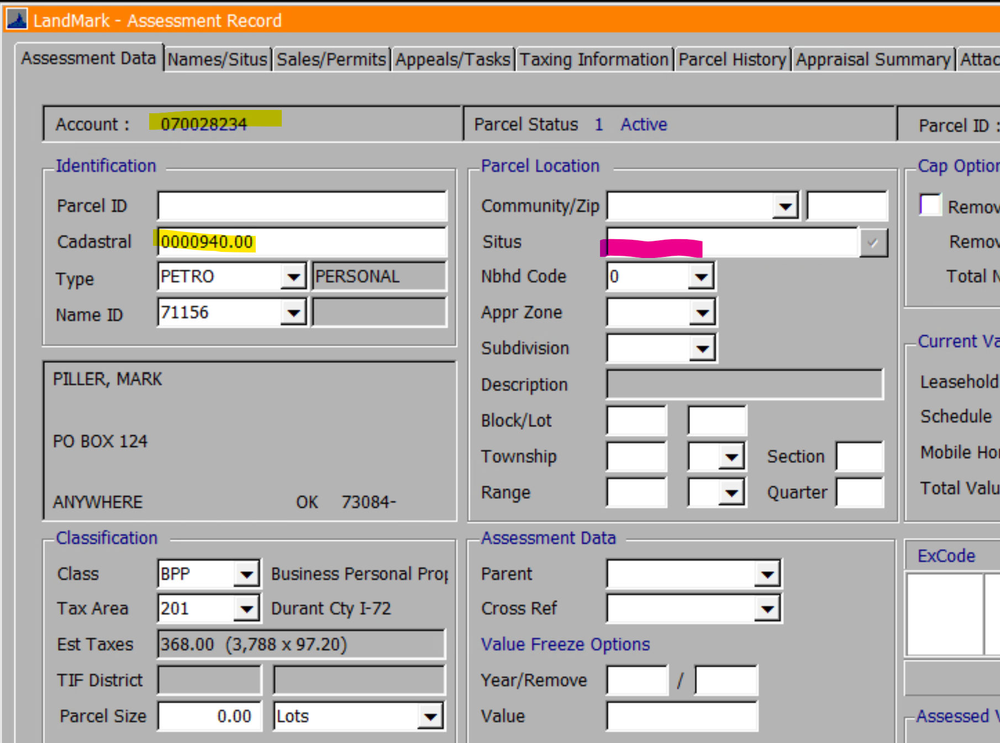 LandMark - Assessment Record
Assessment Data Names/Situs Sales/Permits Appeals/Tasks Taxing Information Parcel History Appraisal Summary Attac
Account : 070028234 Parcel Status 1 Active Parcel ID :
Identification
Parcel ID
Cadastral 0000940.00
Type PETRO PERSONAL
Name ID 71156
PILLER, MARK
PO BOX 124
ANYWHERE OK 73084-
Parcel Location
Community/Zip
Situs
Nbhd Code 0
Appr Zone
Subdivision
Description
Block/Lot
Township Section
Range Quarter
Cap Option
Remov
Remov
Total N
Current Va
Leasehold
Schedule
Mobile Hor
Total Valu
Classification
Class BPP Business Personal Prop
Tax Area 201 Durant Cty I-72
Est Taxes 368.00 (3,788 x 97.20)
TIF District
Parcel Size 0.00 Lots
Assessment Data
Parent
Cross Ref
Value Freeze Options
Year/Remove /
Value
ExCode
Assessed V